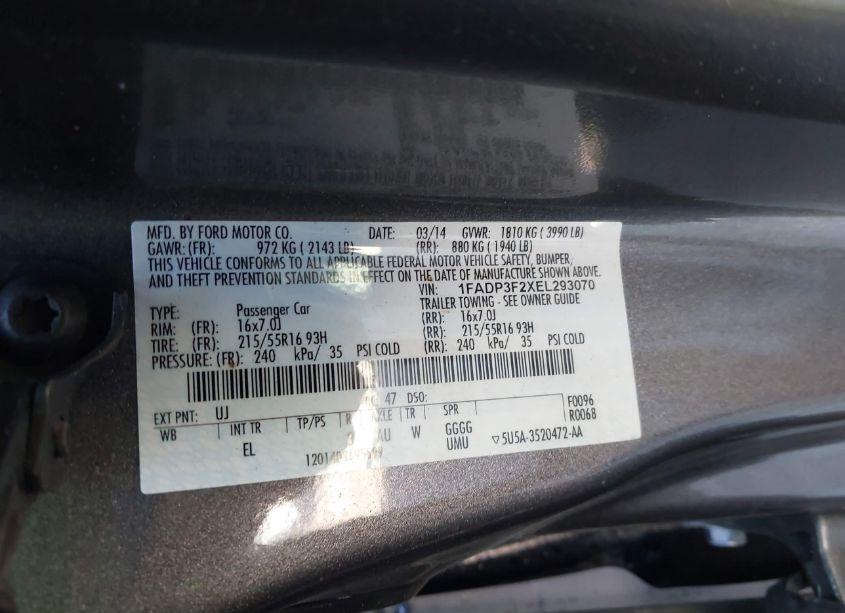 MFD. BY FORD MOTOR CO. DATE: 03/14 GVWR: 1810 KG ( 3990 LB)
GAWR: (FR): 972 KG ( 2143 LB) (RR): 880 KG ( 1940 LB)
THIS VEHICLE CONFORMS TO ALL APPLICABLE FEDERAL MOTOR VEHICLE SAFETY, BUMPER,
AND THEFT PREVENTION STANDARDS IN EFFECT ON THE DATE OF MANUFACTURE SHOWN ABOVE.
VIN: 1FADP3F2XEL293070
TYPE: Passenger Car TRAILER TOWING - SEE OWNER GUIDE
RIM: (FR): 16x7.0J (RR): 16x7.0J
TIRE: (FR): 215/55R16 93H (RR): 215/55R16 93H
PRESSURE: (FR): 240 kPa/ 35 PSI COLD (RR): 240 kPa/ 35 PSI COLD
47 DSO:
EXT PNT: UJ F0096
WB INT TR TP/PS R AXLE TR SPR R0068
EL W GGGG
UMU ▽5U5A-3520472-AA